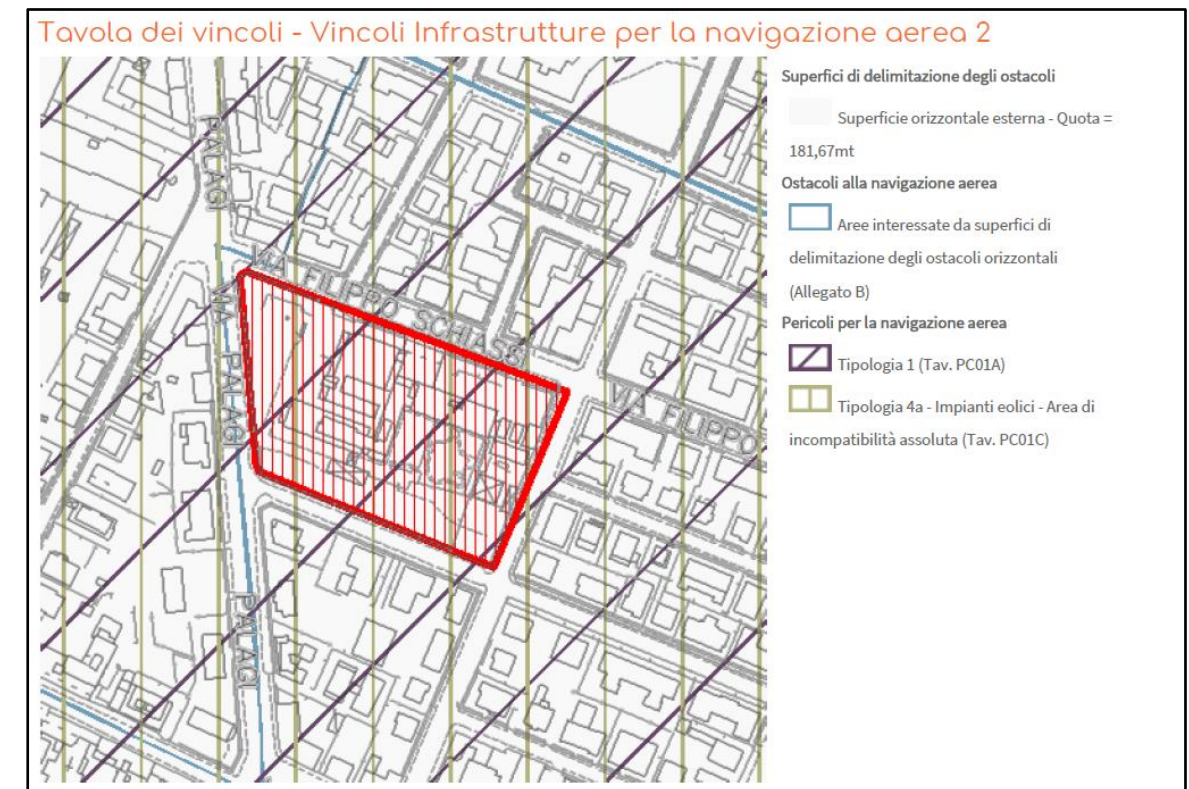 Tavola dei vincoli - Vincoli Infrastrutture per la navigazione aerea 2
PALAGI
VIA FILIPPO SCHIASSI
VIA PALAGI
VIA FILIPPO
PALAGI
Superfici di delimitazione degli ostacoli
Superficie orizzontale esterna - Quota =
181,67mt
Ostacoli alla navigazione aerea
Aree interessate da superfici di
delimitazione degli ostacoli orizzontali
(Allegato B)
Pericoli per la navigazione aerea
Tipologia 1 (Tav. PC01A)
Tipologia 4a - Impianti eolici - Area di
incompatibilità assoluta (Tav. PC01C)